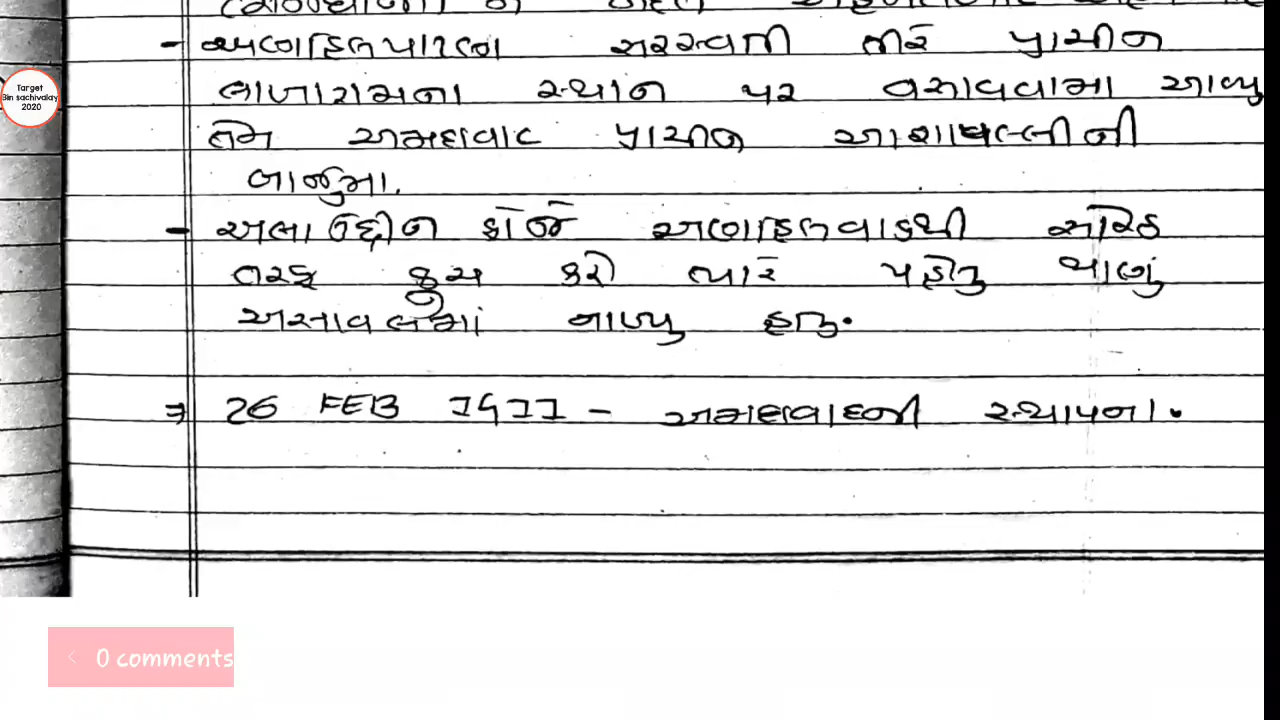 - અણહિલપાટણ સરસ્વતી તીરે પ્રાચીન
લાખારામના સ્થાન પર વસાવવામા આવ્યુ
તેમ અમદાવાદ પ્રાચીન આશાવલ્લીની
બાજુમા.
- અલાઉદ્દીન ફોજે અણહિલવાડથી સોરઠ
તરફ કુચ કરી ત્યારે પહેલુ થાણું
અસાવલમાં નાખ્યુ હતુ.
⇒ 26 FEB 1411 - અમદાવાદની સ્થાપના.
Target
Bin sachivalay
2020
< 0 comments